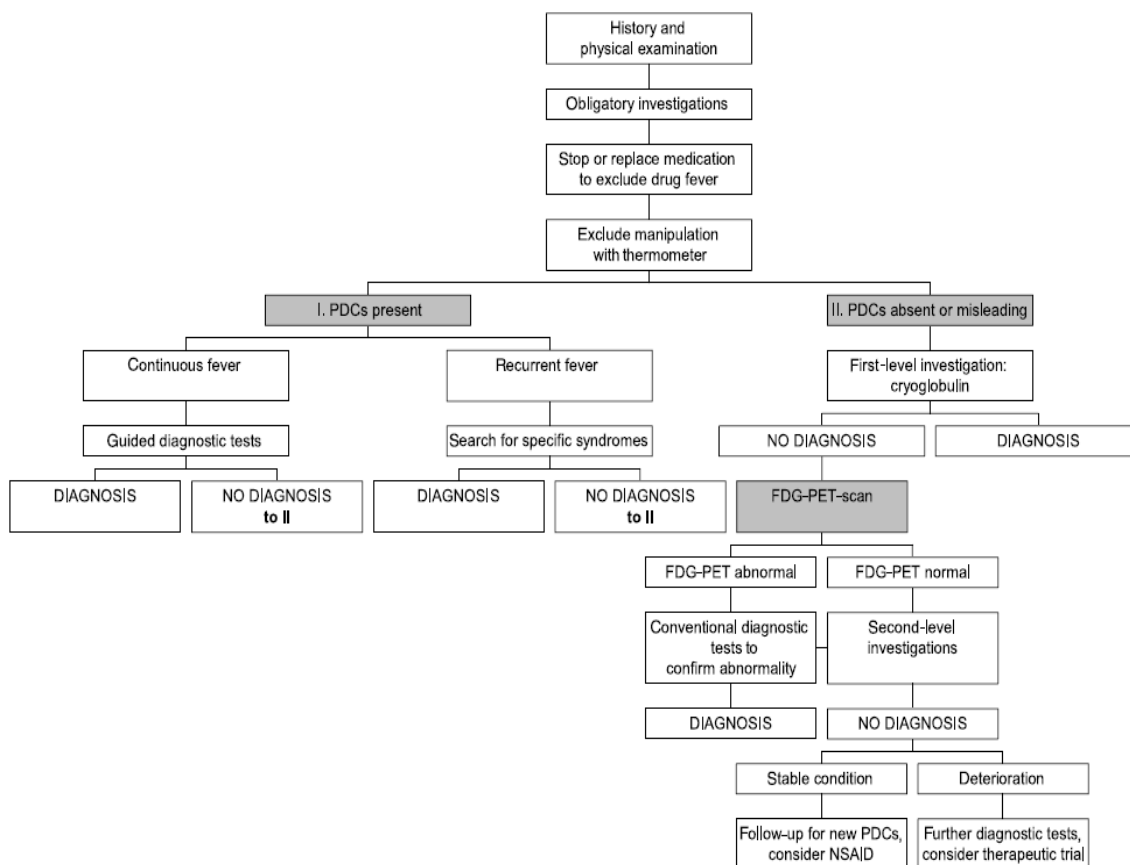 History and
physical examination
Obligatory investigations
Stop or replace medication
to exclude drug fever
Exclude manipulation
with thermometer
I. PDCs present
II. PDCs absent or misleading
Continuous fever
Recurrent fever
First-level investigation:
cryoglobulin
Guided diagnostic tests
Search for specific syndromes
NO DIAGNOSIS
DIAGNOSIS
DIAGNOSIS
NO DIAGNOSIS
to II
DIAGNOSIS
NO DIAGNOSIS
to II
FDG-PET-scan
FDG-PET abnormal
FDG-PET normal
Conventional diagnostic
tests to
confirm abnormality
Second-level
investigations
DIAGNOSIS
NO DIAGNOSIS
Stable condition
Deterioration
Follow-up for new PDCs,
consider NSAID
Further diagnostic tests,
consider therapeutic trial